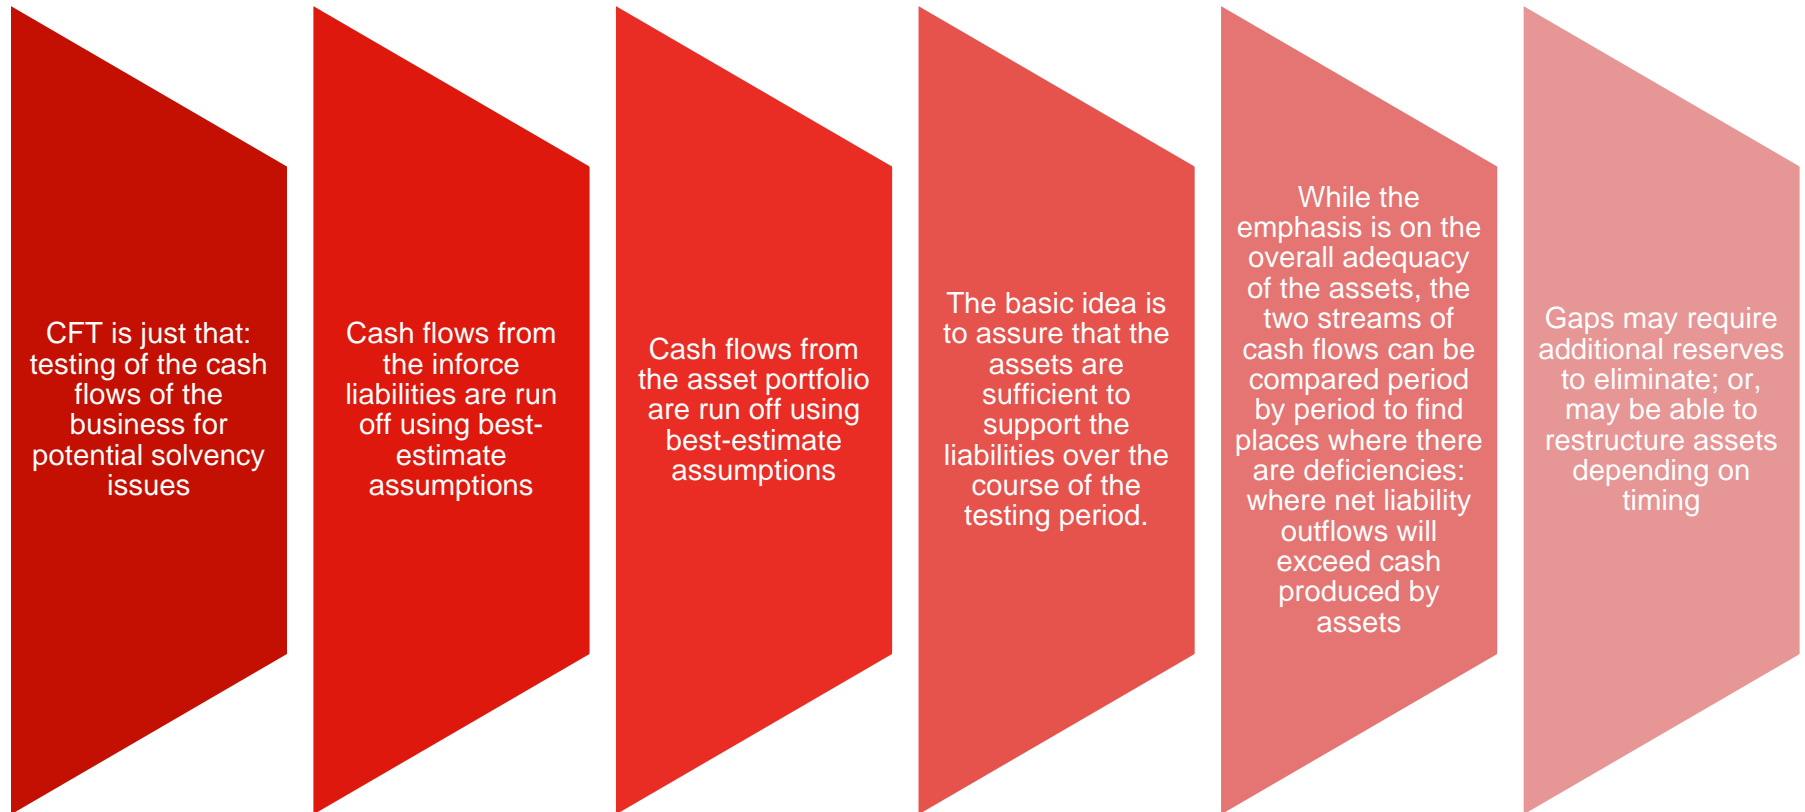 CFT is just that:
testing of the cash
flows of the
business for
potential solvency
issues
Cash flows from
the inforce
liabilities are run
off using best-
estimate
assumptions
Cash flows from
the asset portfolio
are run off using
best-estimate
assumptions
The basic idea is
to assure that the
assets are
sufficient to
support the
liabilities over the
course of the
testing period.
While the
emphasis is on the
overall adequacy
of the assets, the
two streams of
cash flows can be
compared period
by period to find
places where there
are deficiencies:
where net liability
outflows will
exceed cash
produced by
assets
Gaps may require
additional reserves
to eliminate; or,
may be able to
restructure assets
depending on
timing